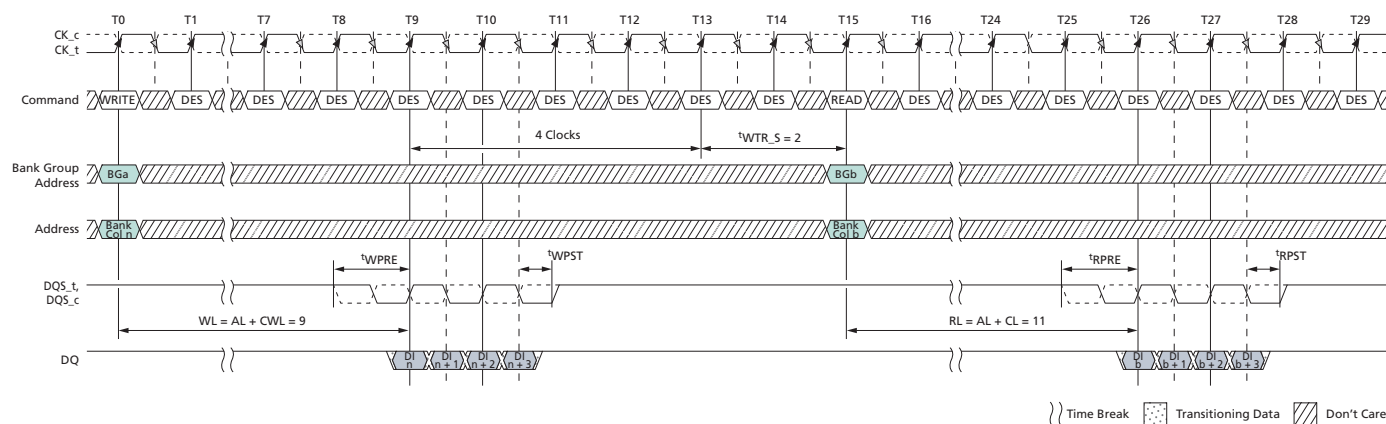 T0 T1 T7 T8 T9 T10 T11 T12 T13 T14 T15 T16 T24 T25 T26 T27 T28 T29
CK_c
CK_t
Command WRITE DES DES DES DES DES DES DES DES DES READ DES DES DES DES DES DES DES
4 Clocks tWTR_S = 2
Bank Group
Address BGa BGb
Address Bank
Col n Bank
Col b
tWPRE tWPST tRPRE tRPST
DQS_t,
DQS_c
WL = AL + CWL = 9 RL = AL + CL = 11
DQ DI
n DI
n + 1 DI
n + 2 DI
n + 3 DI
b DI
b + 1 DI
b + 2 DI
b + 3
Time Break Transitioning Data Don't Care